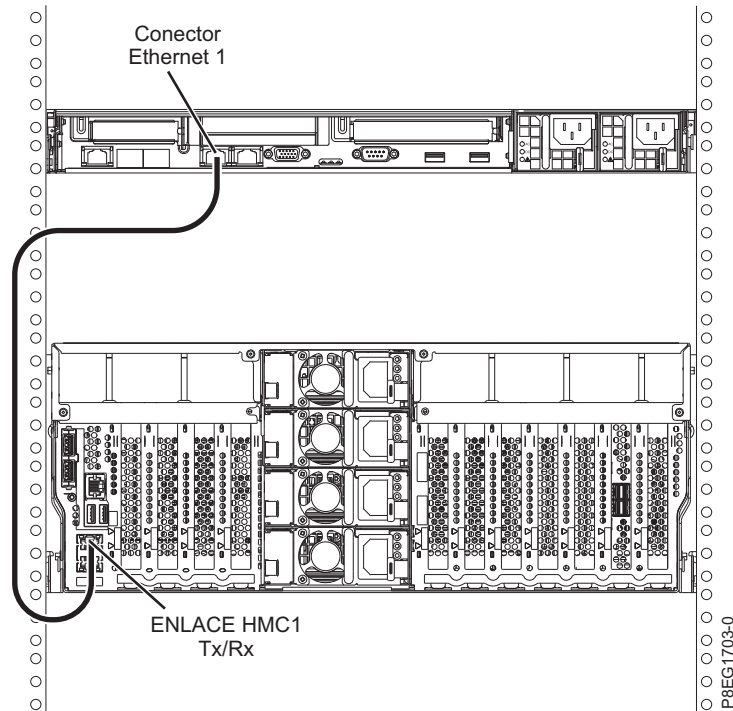 Conector
Ethernet 1
ENLACE HMC1
Tx/Rx
P8EG1703-0